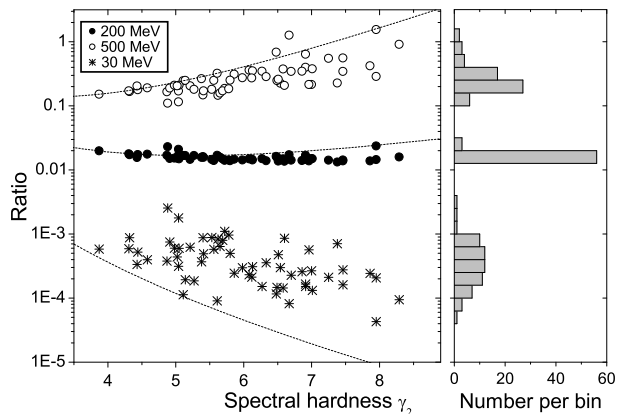 200 MeV
500 MeV
30 MeV
Ratio
1
0.1
0.01
1E-3
1E-4
1E-5
4 5 6 7 8
Spectral hardness γ₂
0 20 40 60
Number per bin